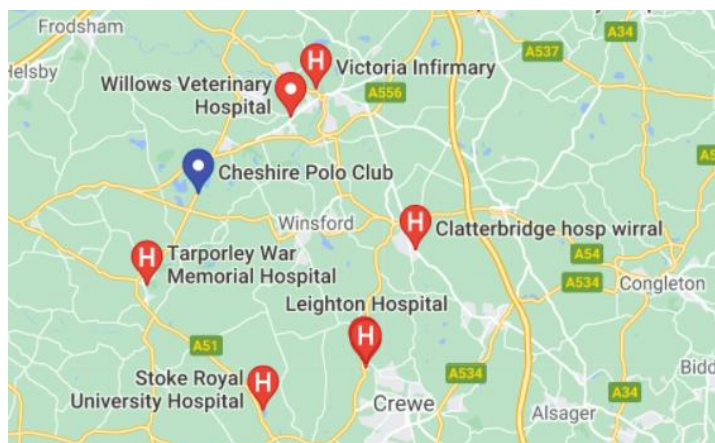 Frodsham
A34
Helsby
A537
Willows Veterinary
Hospital
Victoria Infirmary
A556
Cheshire Polo Club
Winsford
Clatterbridge hosp wirral
Tarporley War
Memorial Hospital
A54
A534
Congleton
Leighton Hospital
A51
Stoke Royal
University Hospital
A534
Crewe
A34
Alsager